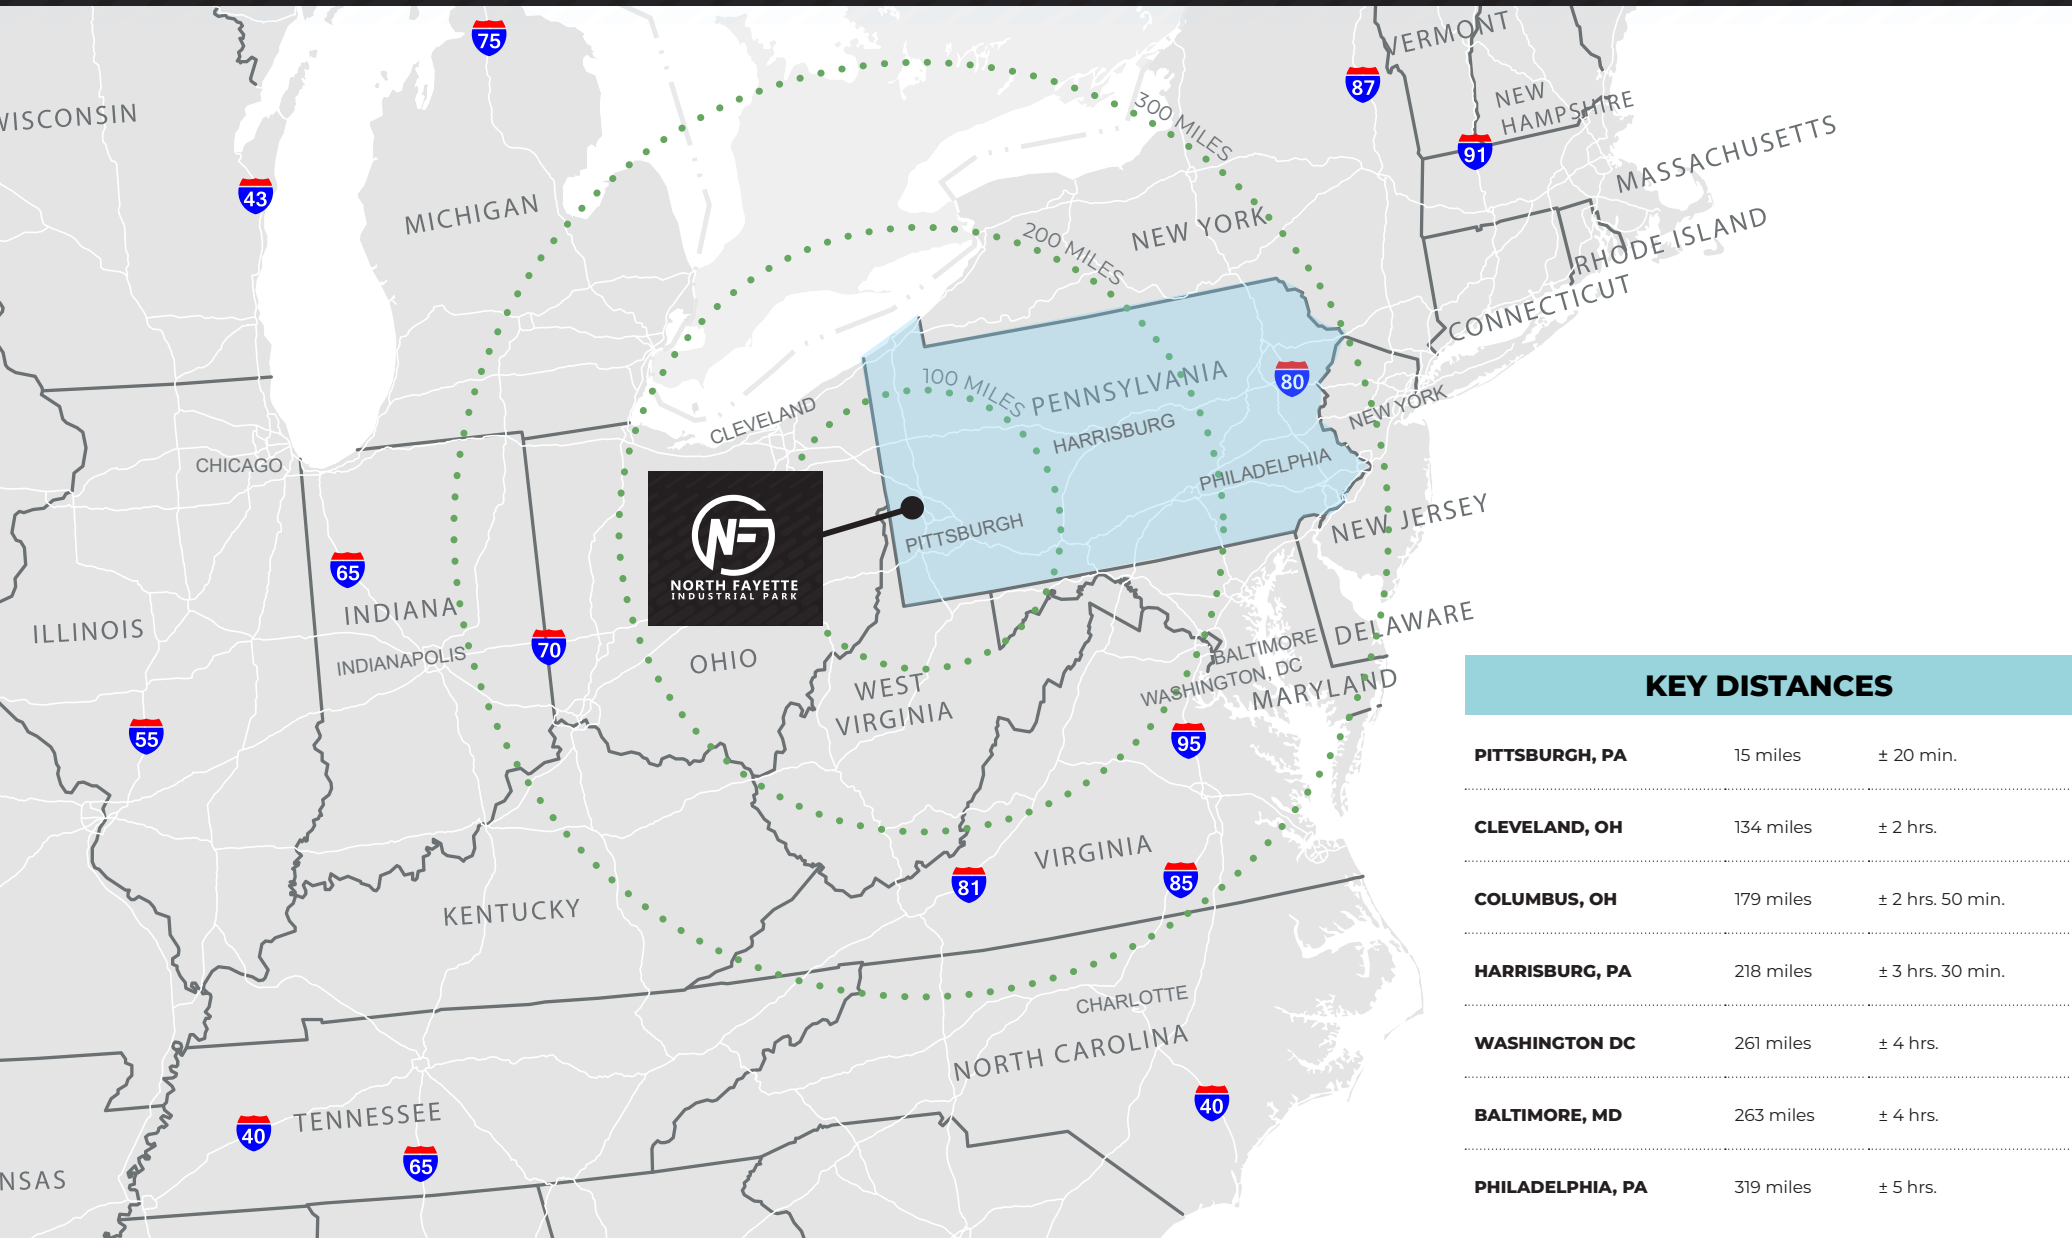 75
VERMONT
87
NEW
HAMPSHIRE
WISCONSIN
300 MILES
91
MASSACHUSETTS
43
MICHIGAN
200 MILES
NEW YORK
RHODE ISLAND
CONNECTICUT
100 MILES
PENNSYLVANIA
80
CLEVELAND
NEW YORK
HARRISBURG
CHICAGO
PHILADELPHIA
NF
NORTH FAYETTE
INDUSTRIAL PARK
PITTSBURGH
NEW JERSEY
65
INDIANA
ILLINOIS
70
DELAWARE
INDIANAPOLIS
OHIO
BALTIMORE
WASHINGTON, DC
MARYLAND
WEST
VIRGINIA
55
95
VIRGINIA
81
85
KENTUCKY
CHARLOTTE
NORTH CAROLINA
40
TENNESSEE
40
65
NSAS
KEY DISTANCES
PITTSBURGH, PA 15 miles ± 20 min.
CLEVELAND, OH 134 miles ± 2 hrs.
COLUMBUS, OH 179 miles ± 2 hrs. 50 min.
HARRISBURG, PA 218 miles ± 3 hrs. 30 min.
WASHINGTON DC 261 miles ± 4 hrs.
BALTIMORE, MD 263 miles ± 4 hrs.
PHILADELPHIA, PA 319 miles ± 5 hrs.